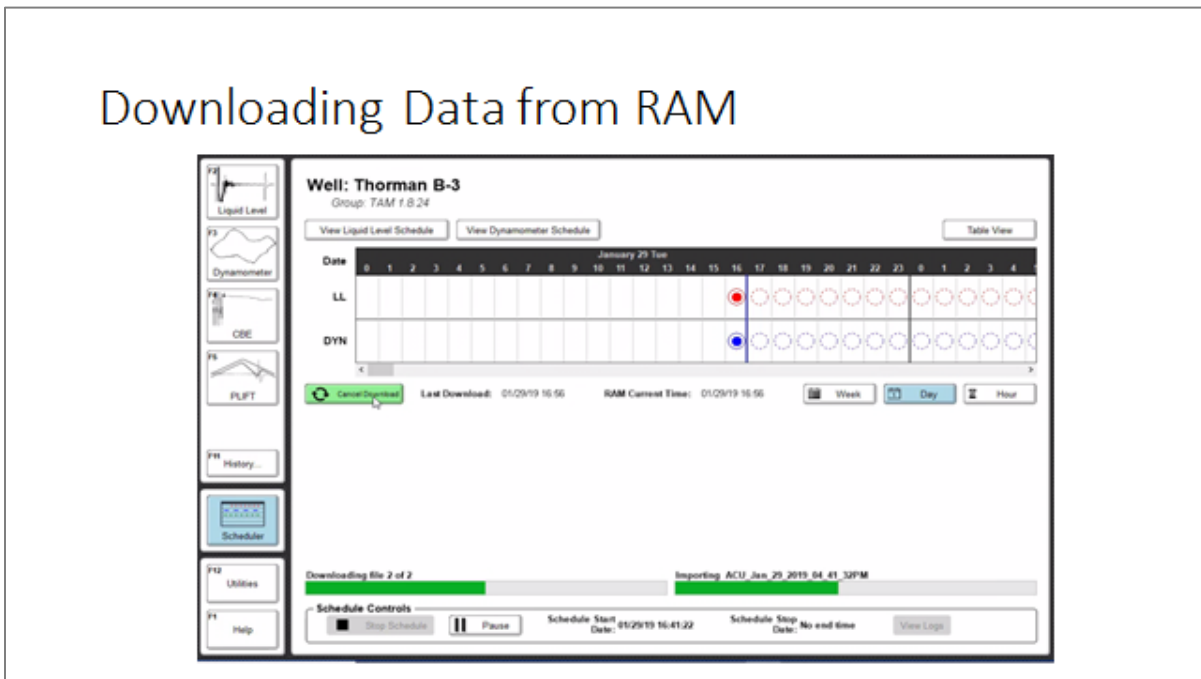 Downloading Data from RAM
F2
Liquid Level
F3
Dynamometer
CBE
F5
PLIFT
F11
History...
Scheduler
F12
Utilities
F1
Help
Well: Thorman B-3
Group: TAM 1.8.24
View Liquid Level Schedule View Dynamometer Schedule Table View
January 29 Tue
Date 0 1 2 3 4 5 6 7 8 9 10 11 12 13 14 15 16 17 18 19 20 21 22 23 0 1 2 3 4
LL
DYN
Cancel Download Last Download: 01/29/19 16:56 RAM Current Time: 01/29/19 16:56 Week Day Hour
Downloading file 2 of 2 Importing ACU_Jan_29_2019_04_41_32PM
Schedule Controls
Stop Schedule Pause Schedule Start Date: 01/29/19 16:41:22 Schedule Stop Date: No end time View Logs